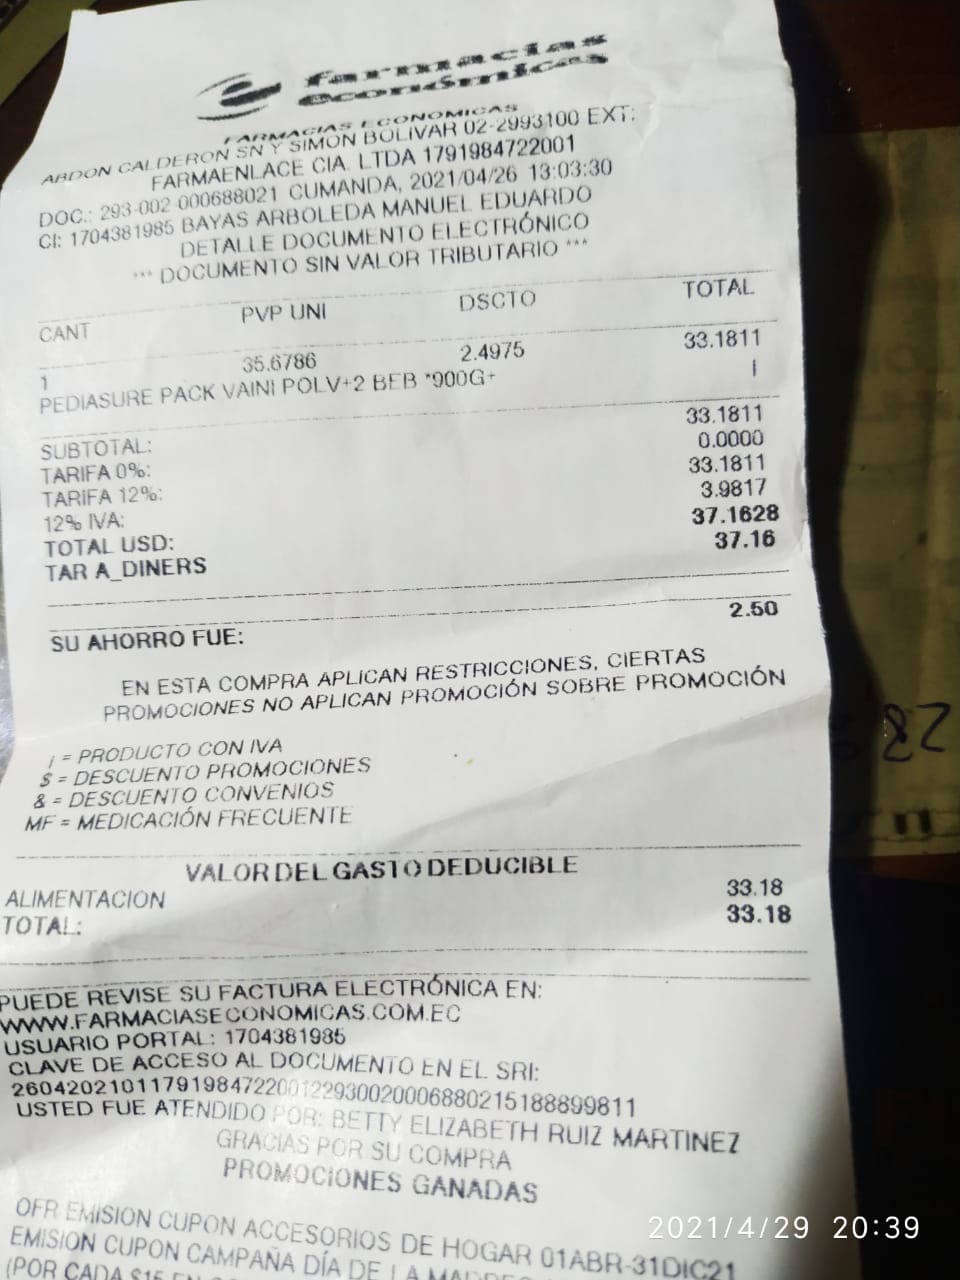 farmacias
económicas
FARMACIAS ECONOMICAS
ABDON CALDERON SN Y SIMON BOLIVAR 02-2993100 EXT:
FARMAENLACE CIA. LTDA 1791984722001
DOC.: 293-002-000688021 CUMANDA, 2021/04/26 13:03:30
CI: 1704381985 BAYAS ARBOLEDA MANUEL EDUARDO
DETALLE DOCUMENTO ELECTRÓNICO
*** DOCUMENTO SIN VALOR TRIBUTARIO ***
CANT PVP UNI DSCTO TOTAL
1 35.6786 2.4975 33.1811
PEDIASURE PACK VAINI POLV+2 BEB *900G+ I
SUBTOTAL: 33.1811
TARIFA 0%: 0.0000
TARIFA 12%: 33.1811
12% IVA: 3.9817
TOTAL USD: 37.1628
TAR A_DINERS 37.16
SU AHORRO FUE: 2.50
EN ESTA COMPRA APLICAN RESTRICCIONES, CIERTAS
PROMOCIONES NO APLICAN PROMOCIÓN SOBRE PROMOCIÓN
I = PRODUCTO CON IVA
$ = DESCUENTO PROMOCIONES
& = DESCUENTO CONVENIOS
MF = MEDICACIÓN FRECUENTE
VALOR DEL GASTO DEDUCIBLE
ALIMENTACION 33.18
TOTAL: 33.18
PUEDE REVISE SU FACTURA ELECTRÓNICA EN:
WWW.FARMACIASECONOMICAS.COM.EC
USUARIO PORTAL: 1704381985
CLAVE DE ACCESO AL DOCUMENTO EN EL SRI:
2604202101179198472200122930020006880215188899811
USTED FUE ATENDIDO POR: BETTY ELIZABETH RUIZ MARTINEZ
GRACIAS POR SU COMPRA
PROMOCIONES GANADAS
OFR EMISION CUPON ACCESORIOS DE HOGAR 01ABR-31DIC21
EMISION CUPON CAMPAÑA DÍA DE LA MADRE
(POR CADA $15 EN
2021/4/29 20:39